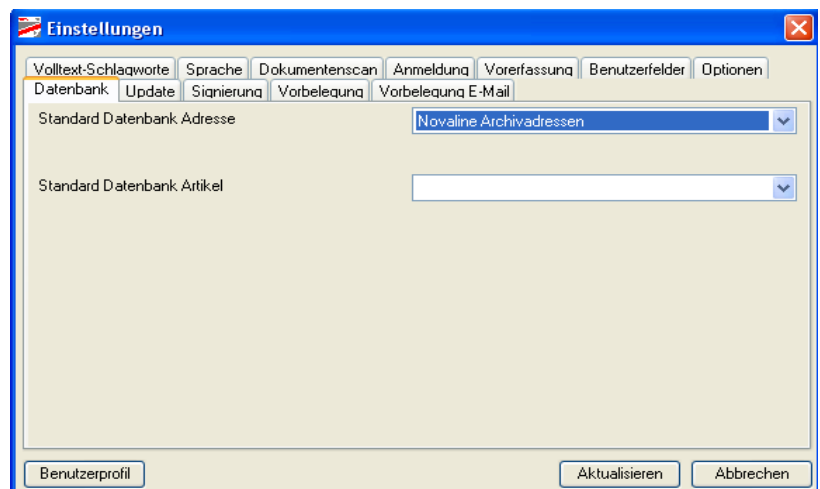 Einstellungen
Volltext-Schlagworte Sprache Dokumentenscan Anmeldung Vorerfassung Benutzerfelder Optionen
Datenbank Update Signierung Vorbelegung Vorbelegung E-Mail
Standard Datenbank Adresse Novaline Archivadressen
Standard Datenbank Artikel
Benutzerprofil Aktualisieren Abbrechen